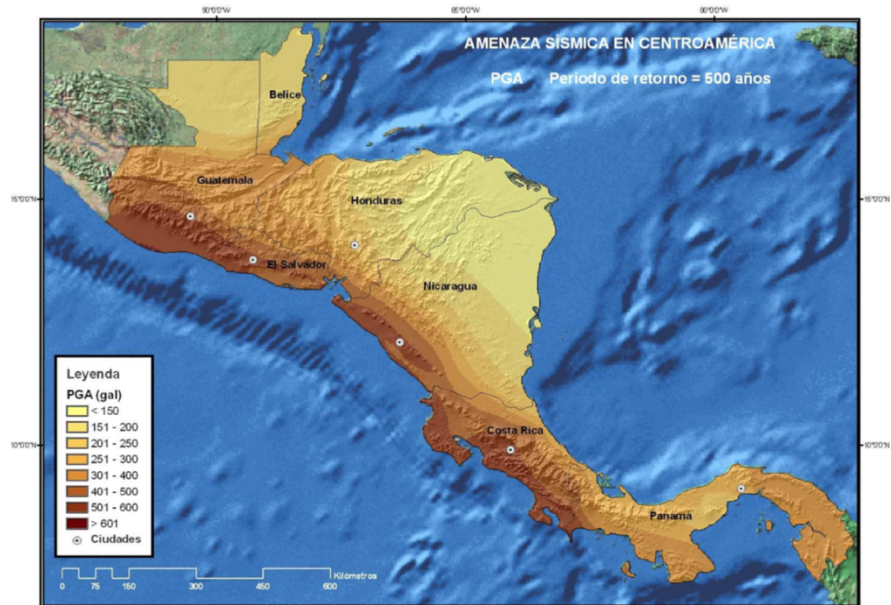 90°0'0"W 85°0'0"W 80°0'0"W
AMENAZA SÍSMICA EN CENTROAMÉRICA
PGA Periodo de retorno = 500 años
Belice
Guatemala
Honduras
15°0'0"N 15°0'0"N
El Salvador
Nicaragua
Leyenda
PGA (gal)
< 150
151 - 200
201 - 250
251 - 300
301 - 400
401 - 500
501 - 600
> 601
Ciudades
Costa Rica
10°0'0"N 10°0'0"N
Panamá
Kilómetros
0 75 150 300 450 600